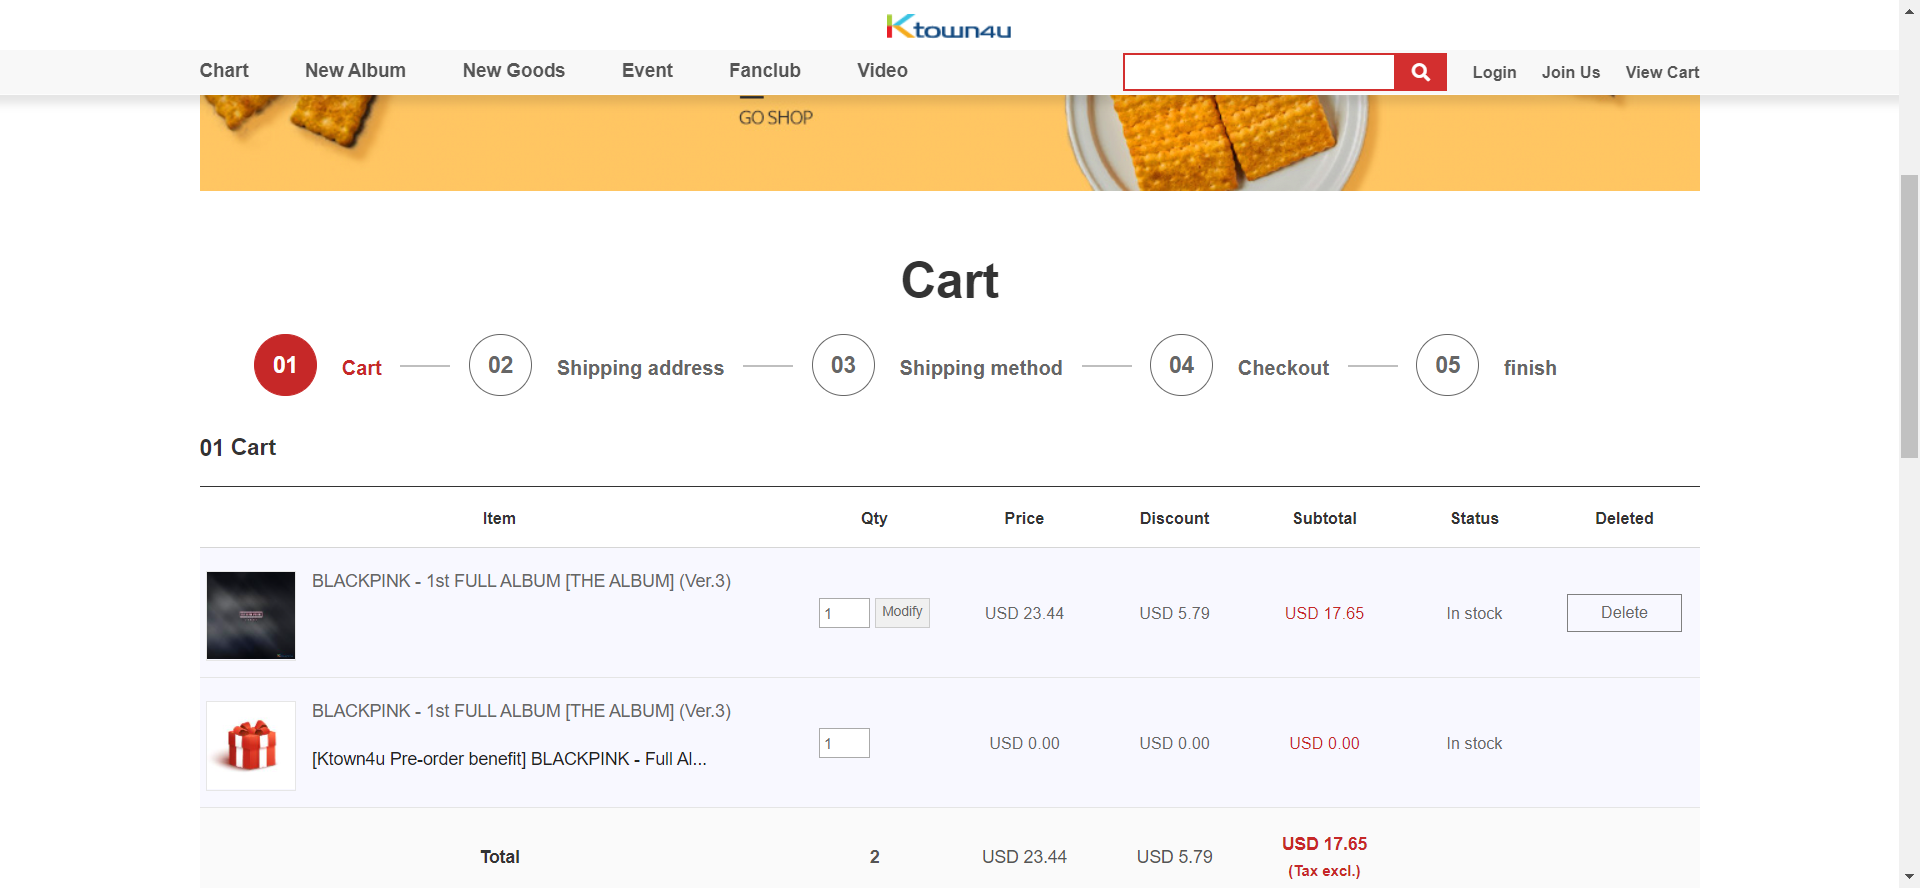 Ktown4u
Chart New Album New Goods Event Fanclub Video Login Join Us View Cart
GO SHOP
Cart
01 Cart 02 Shipping address 03 Shipping method 04 Checkout 05 finish
01 Cart
Item Qty Price Discount Subtotal Status Deleted
BLACKPINK - 1st FULL ALBUM [THE ALBUM] (Ver.3)
1 Modify USD 23.44 USD 5.79 USD 17.65 In stock Delete
BLACKPINK - 1st FULL ALBUM [THE ALBUM] (Ver.3)
1 USD 0.00 USD 0.00 USD 0.00 In stock
[Ktown4u Pre-order benefit] BLACKPINK - Full Al...
Total 2 USD 23.44 USD 5.79 USD 17.65
(Tax excl.)